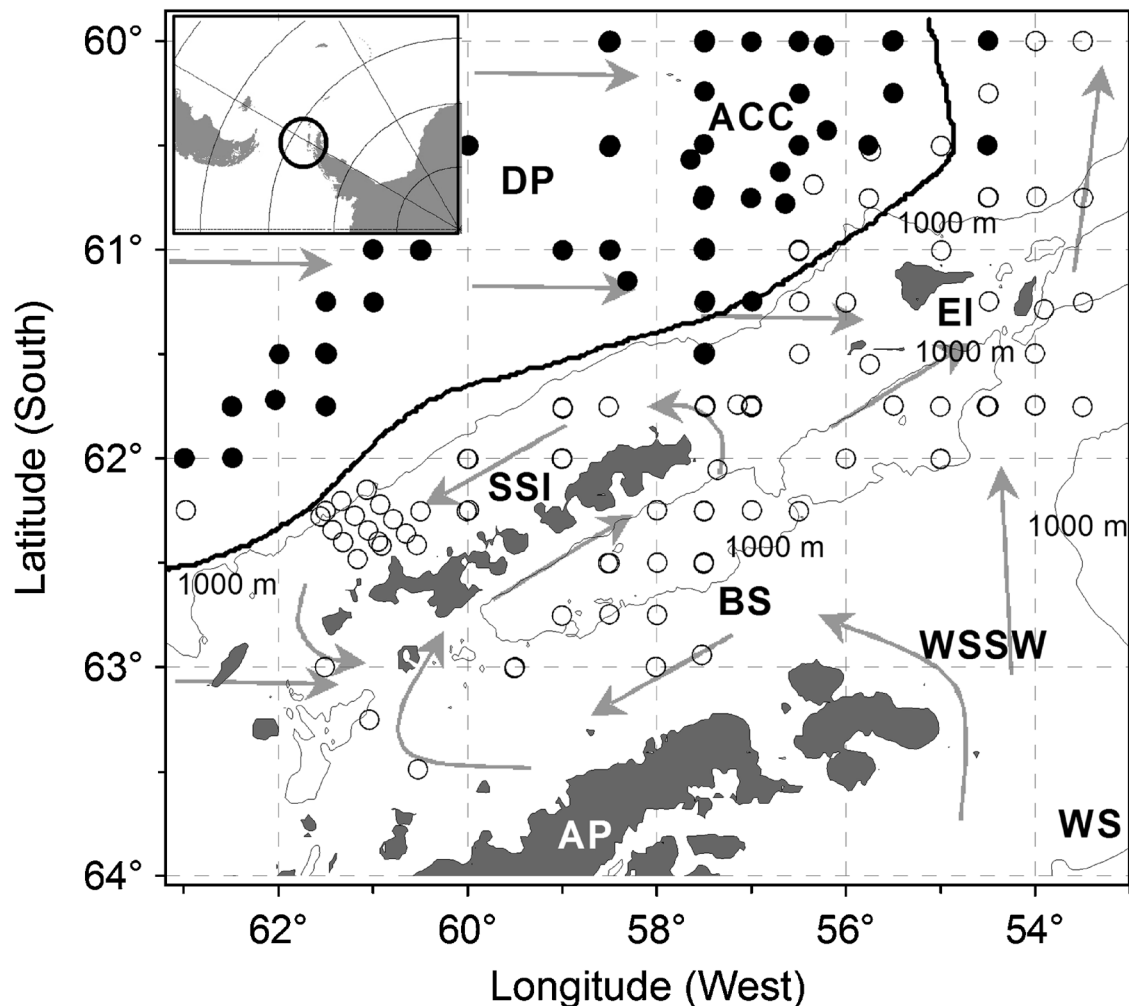 60°
ACC
DP
1000 m
61°
EI
1000 m
62°
SSI
1000 m
1000 m
1000 m
BS
WSSW
63°
AP
WS
64°
62°
60°
58°
56°
54°
Latitude (South)
Longitude (West)